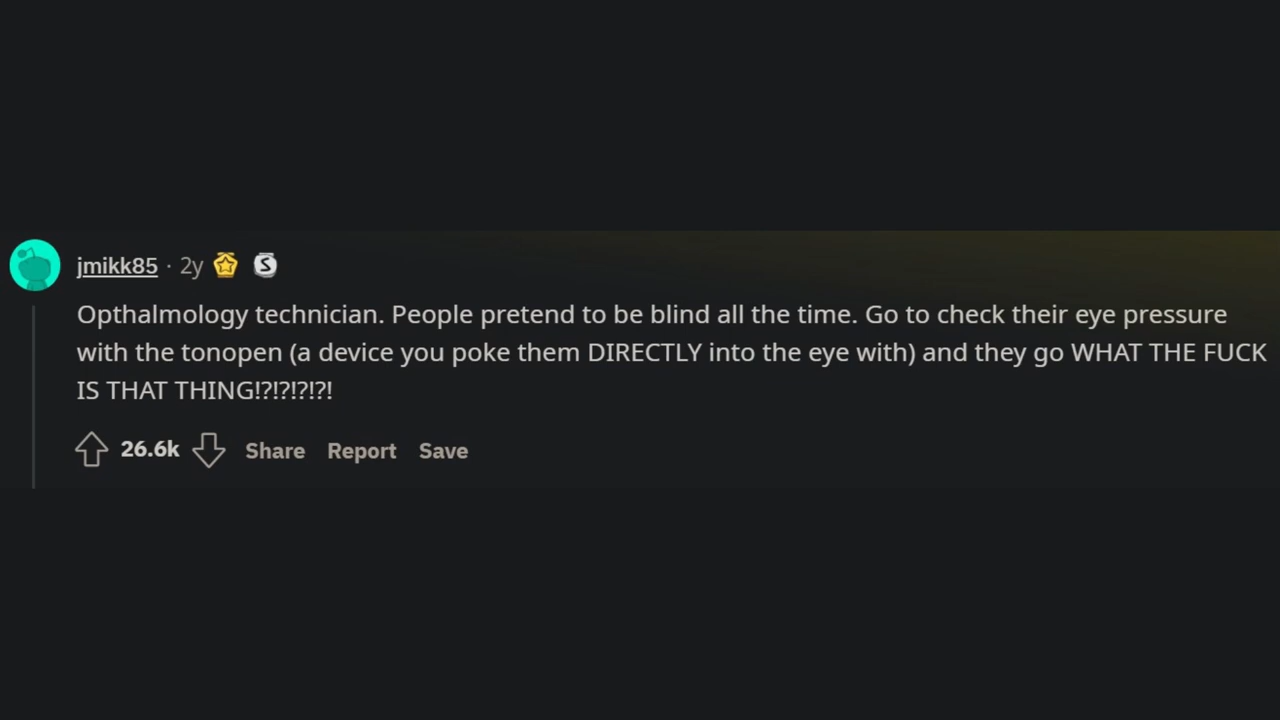 jmikk85 · 2y
Opthalmology technician. People pretend to be blind all the time. Go to check their eye pressure
with the tonopen (a device you poke them DIRECTLY into the eye with) and they go WHAT THE FUCK
IS THAT THING!?!?!?!?!
26.6k Share Report Save